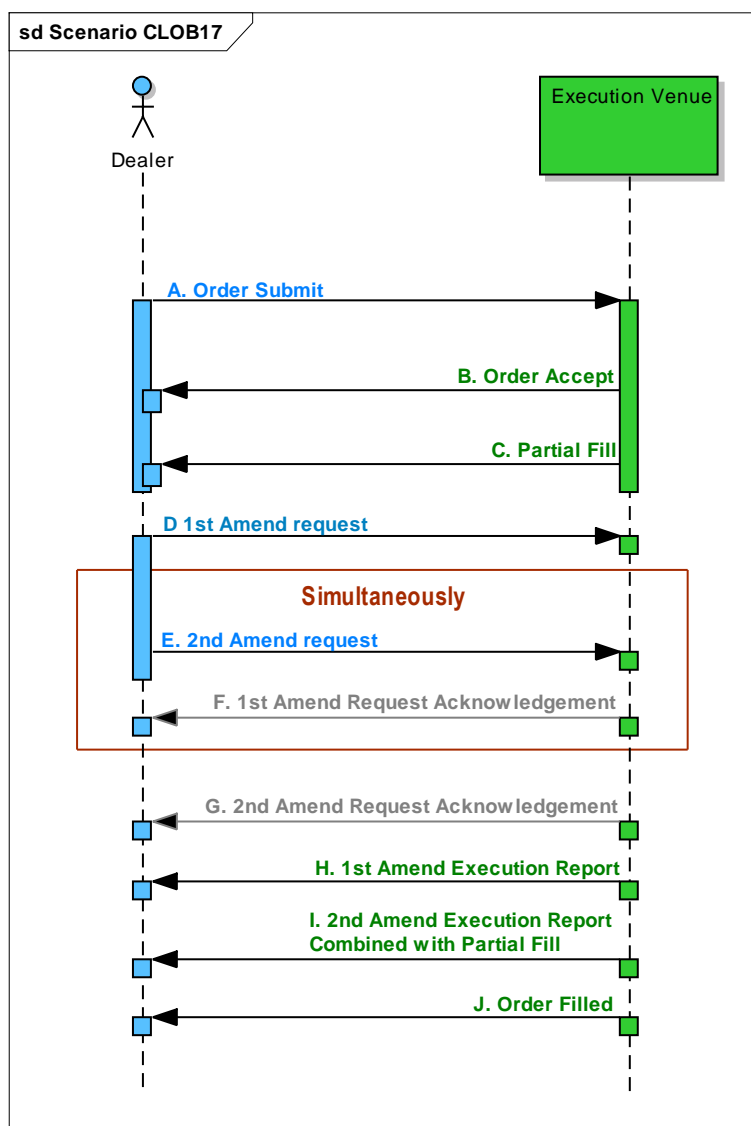 sd Scenario CLOB17
Execution Venue
Dealer
A. Order Submit
B. Order Accept
C. Partial Fill
D 1st Amend request
Simultaneously
E. 2nd Amend request
F. 1st Amend Request Acknowledgement
G. 2nd Amend Request Acknowledgement
H. 1st Amend Execution Report
I. 2nd Amend Execution Report
Combined with Partial Fill
J. Order Filled